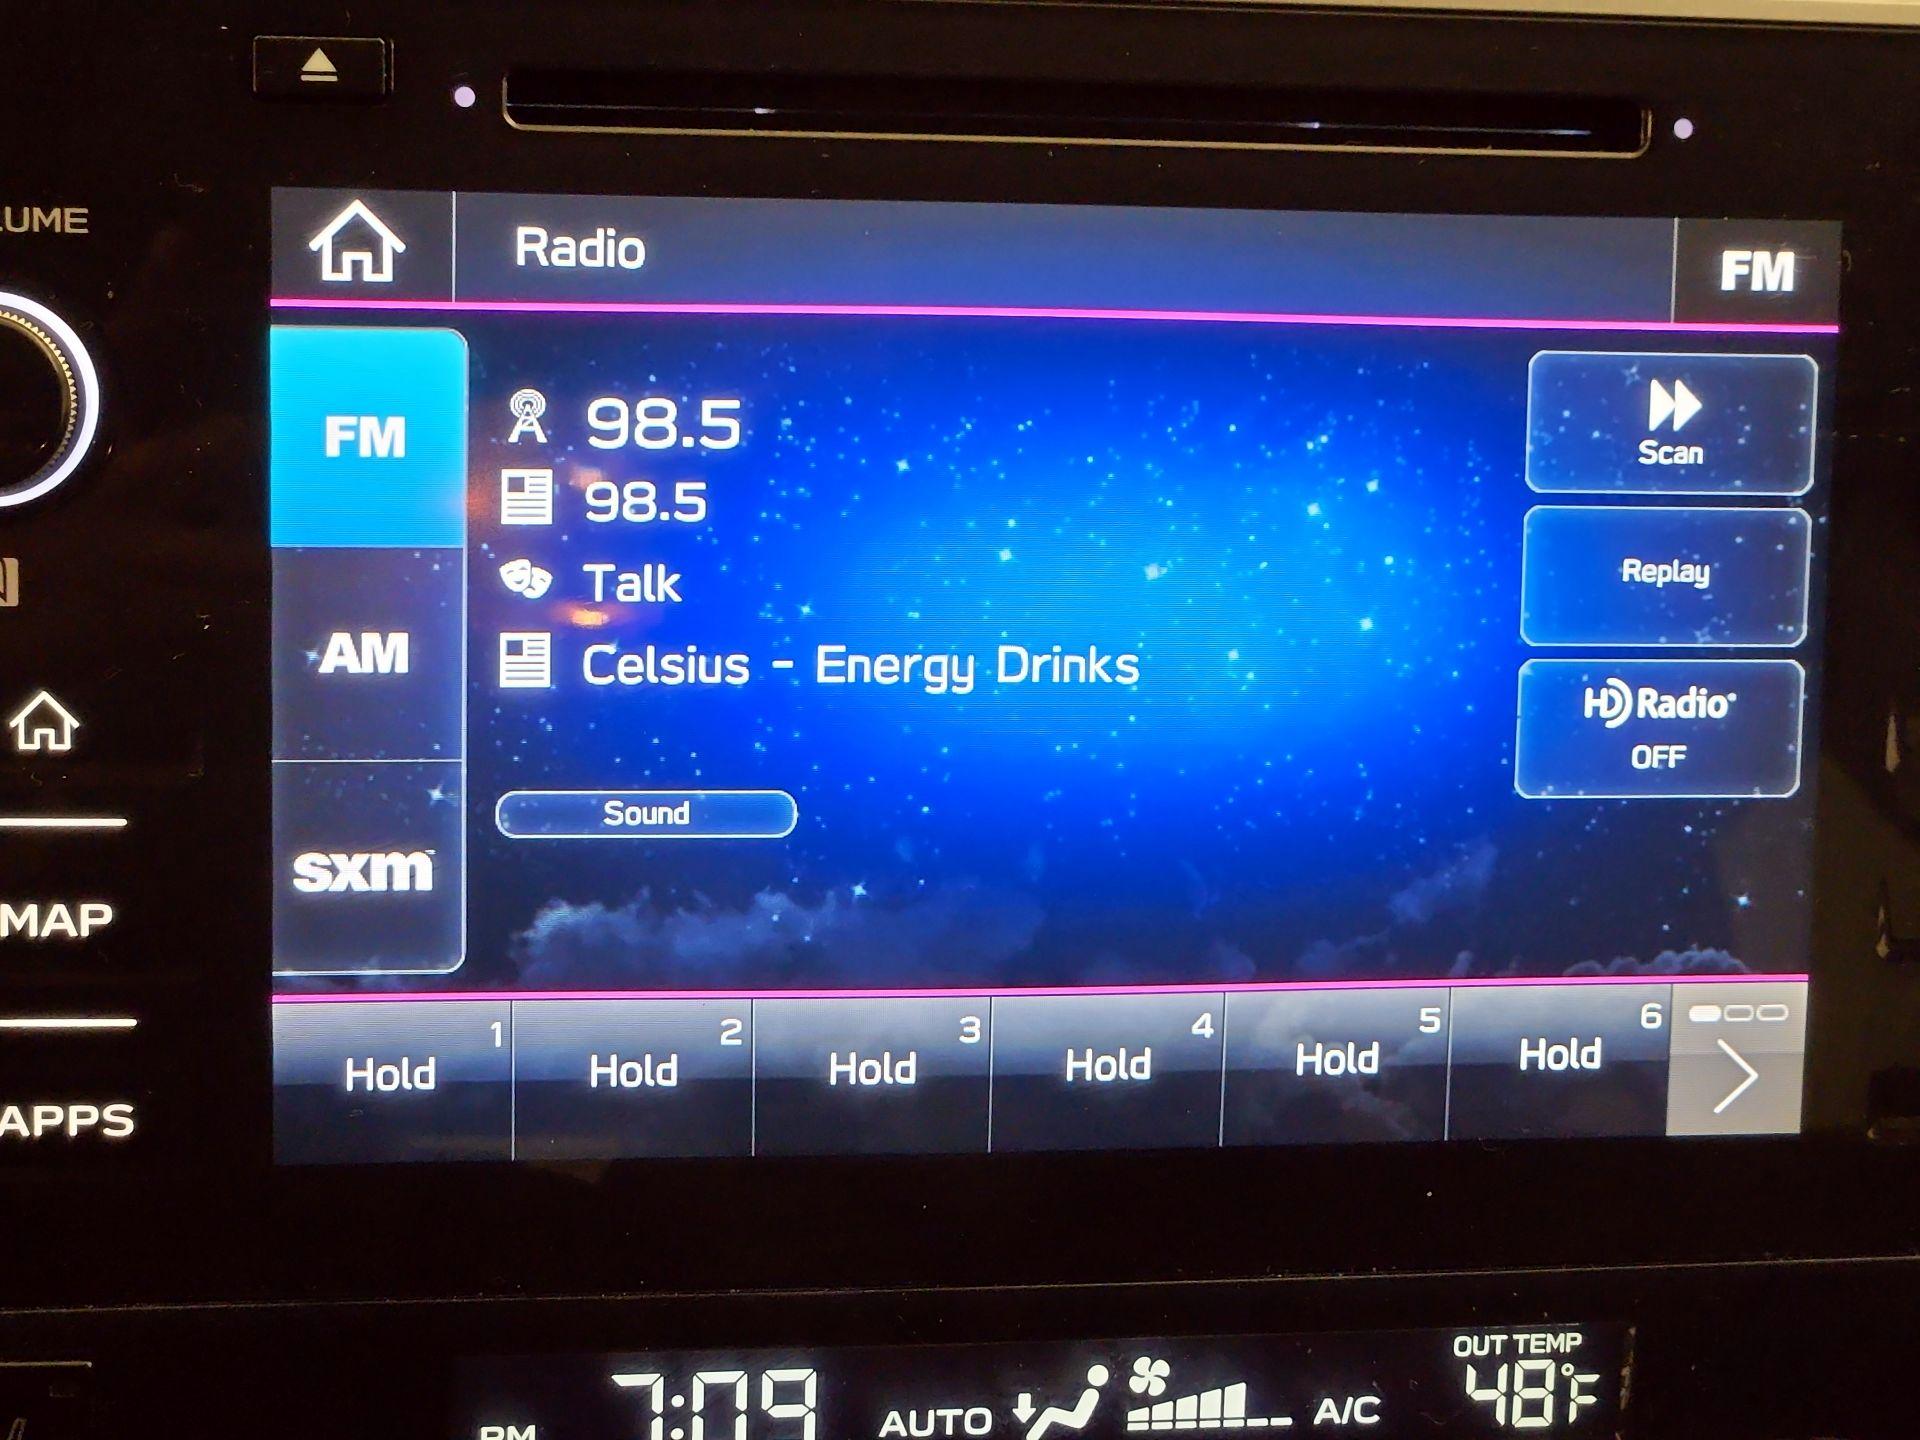 LUME
Radio
FM
FM
98.5
98.5
Talk
Celsius - Energy Drinks
Scan
Replay
HD Radio
OFF
AM
sxm
Sound
MAP
APPS
1
Hold
2
Hold
3
Hold
4
Hold
5
Hold
6
Hold
OUT TEMP
PM 7:09 AUTO A/C 48°F